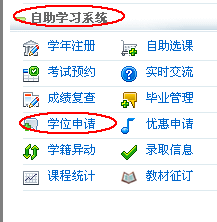 自助学习系统
学年注册 自助选课
考试预约 实时交流
成绩复查 毕业管理
学位申请 优惠申请
学籍异动 录取信息
课程统计 教材征订